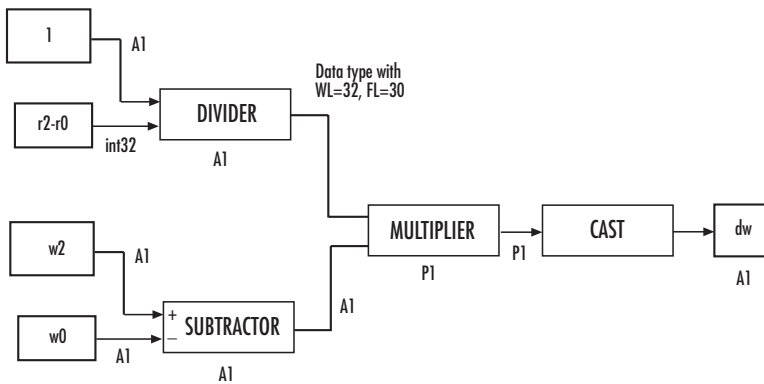 1
A1
Data type with
WL=32, FL=30
r2-r0
int32
DIVIDER
A1
w2
A1
MULTIPLIER
P1
P1
CAST
dw
A1
+
−
SUBTRACTOR
A1
A1
w0
A1